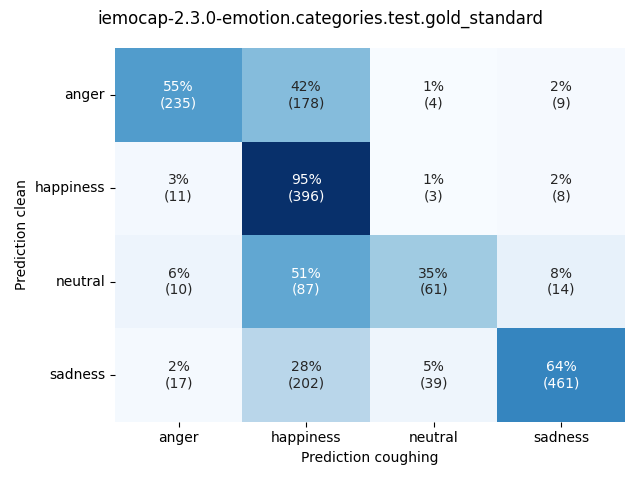 iemocap-2.3.0-emotion.categories.test.gold_standard
anger
55%
(235)
42%
(178)
1%
(4)
2%
(9)
happiness
3%
(11)
95%
(396)
1%
(3)
2%
(8)
neutral
6%
(10)
51%
(87)
35%
(61)
8%
(14)
sadness
2%
(17)
28%
(202)
5%
(39)
64%
(461)
Prediction clean
anger
happiness
neutral
sadness
Prediction coughing